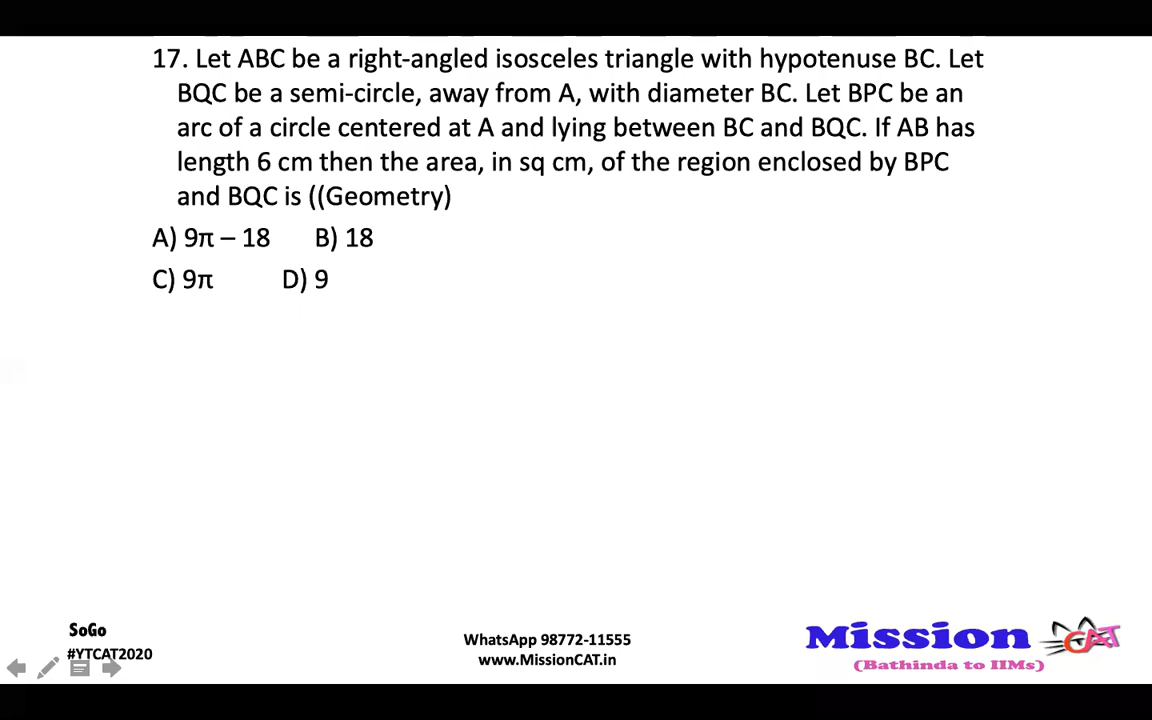 17. Let ABC be a right-angled isosceles triangle with hypotenuse BC. Let
BQC be a semi-circle, away from A, with diameter BC. Let BPC be an
arc of a circle centered at A and lying between BC and BQC. If AB has
length 6 cm then the area, in sq cm, of the region enclosed by BPC
and BQC is ((Geometry)
A) 9π – 18 B) 18
C) 9π D) 9
SoGo
#YTCAT2020
WhatsApp 98772-11555
www.MissionCAT.in
Mission CAT
(Bathinda to IIMs)